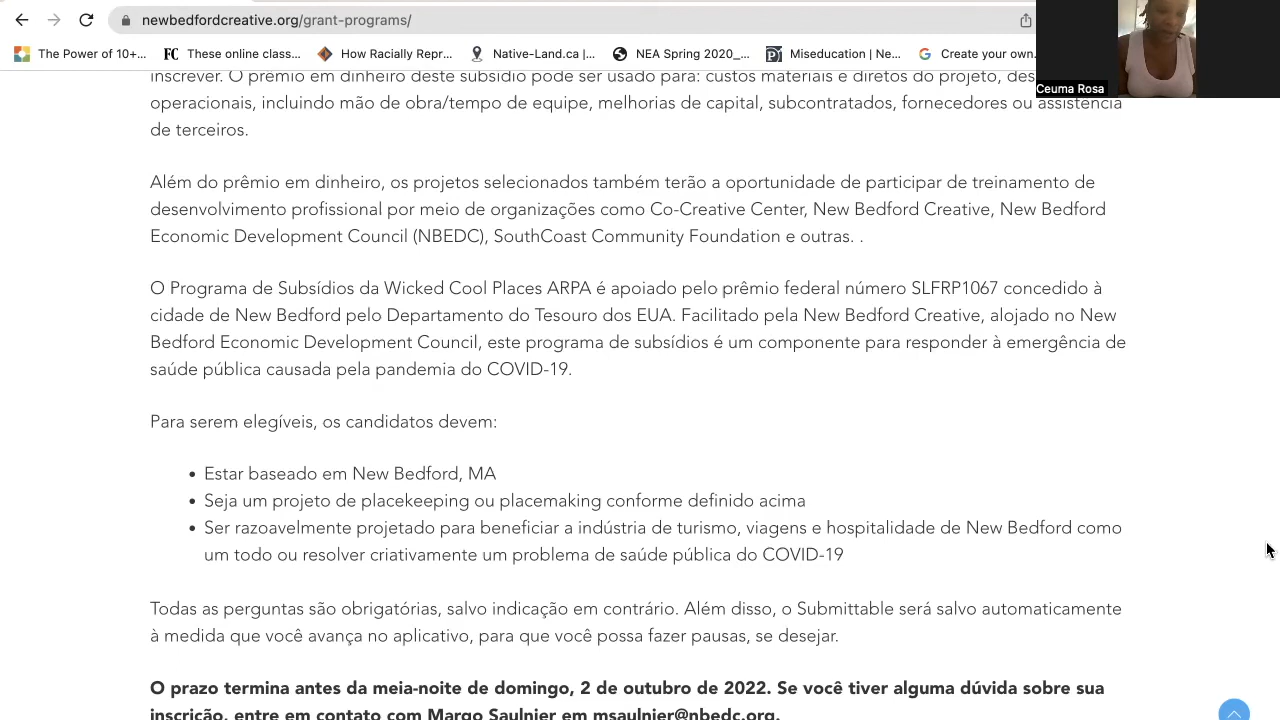 newbedfordcreative.org/grant-programs/
The Power of 10+...
These online class...
How Racially Repr...
Native-Land.ca |...
NEA Spring 2020_...
Miseducation | Ne...
Create your own.
Ceuma Rosa
inscrever. O prêmio em dinheiro deste subsídio pode ser usado para: custos materiais e diretos do projeto, des
operacionais, incluindo mão de obra/tempo de equipe, melhorias de capital, subcontratados, fornecedores ou assistência
de terceiros.
Além do prêmio em dinheiro, os projetos selecionados também terão a oportunidade de participar de treinamento de
desenvolvimento profissional por meio de organizações como Co-Creative Center, New Bedford Creative, New Bedford
Economic Development Council (NBEDC), SouthCoast Community Foundation e outras. .
O Programa de Subsídios da Wicked Cool Places ARPA é apoiado pelo prêmio federal número SLFRP1067 concedido à
cidade de New Bedford pelo Departamento do Tesouro dos EUA. Facilitado pela New Bedford Creative, alojado no New
Bedford Economic Development Council, este programa de subsídios é um componente para responder à emergência de
saúde pública causada pela pandemia do COVID-19.
Para serem elegíveis, os candidatos devem:
• Estar baseado em New Bedford, MA
• Seja um projeto de placekeeping ou placemaking conforme definido acima
• Ser razoavelmente projetado para beneficiar a indústria de turismo, viagens e hospitalidade de New Bedford como
um todo ou resolver criativamente um problema de saúde pública do COVID-19
Todas as perguntas são obrigatórias, salvo indicação em contrário. Além disso, o Submittable será salvo automaticamente
à medida que você avança no aplicativo, para que você possa fazer pausas, se desejar.
O prazo termina antes da meia-noite de domingo, 2 de outubro de 2022. Se você tiver alguma dúvida sobre sua
inscrição, entre em contato com Margo Saulnier em msaulnier@nbedc.org.